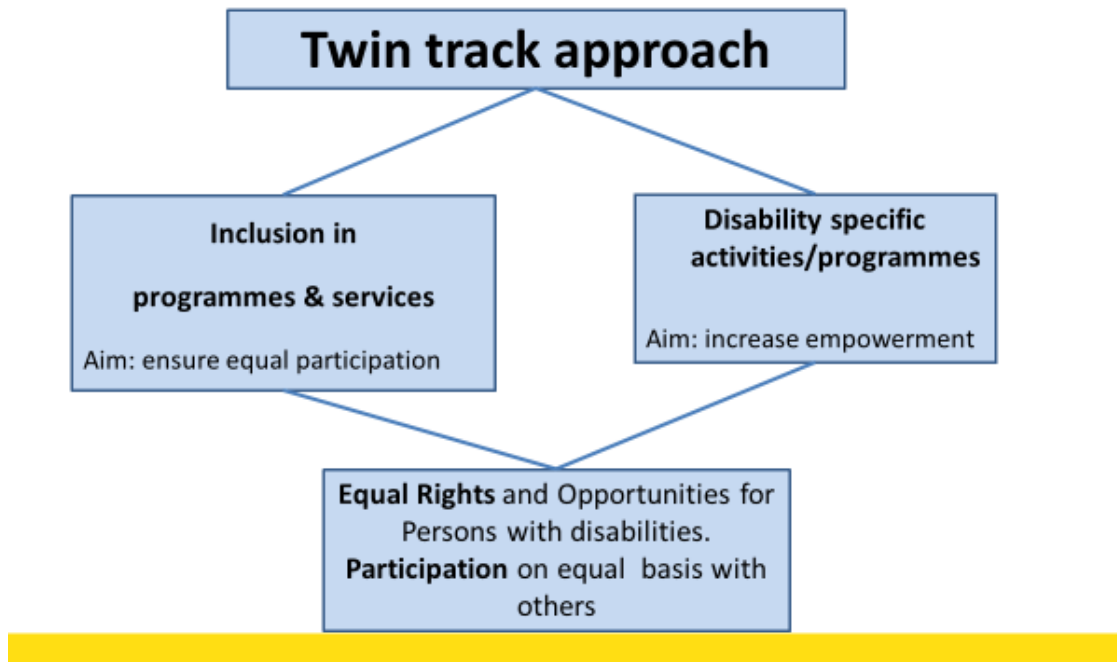 Twin track approach
Inclusion in
programmes & services
Aim: ensure equal participation
Disability specific
activities/programmes
Aim: increase empowerment
Equal Rights and Opportunities for
Persons with disabilities.
Participation on equal basis with
others